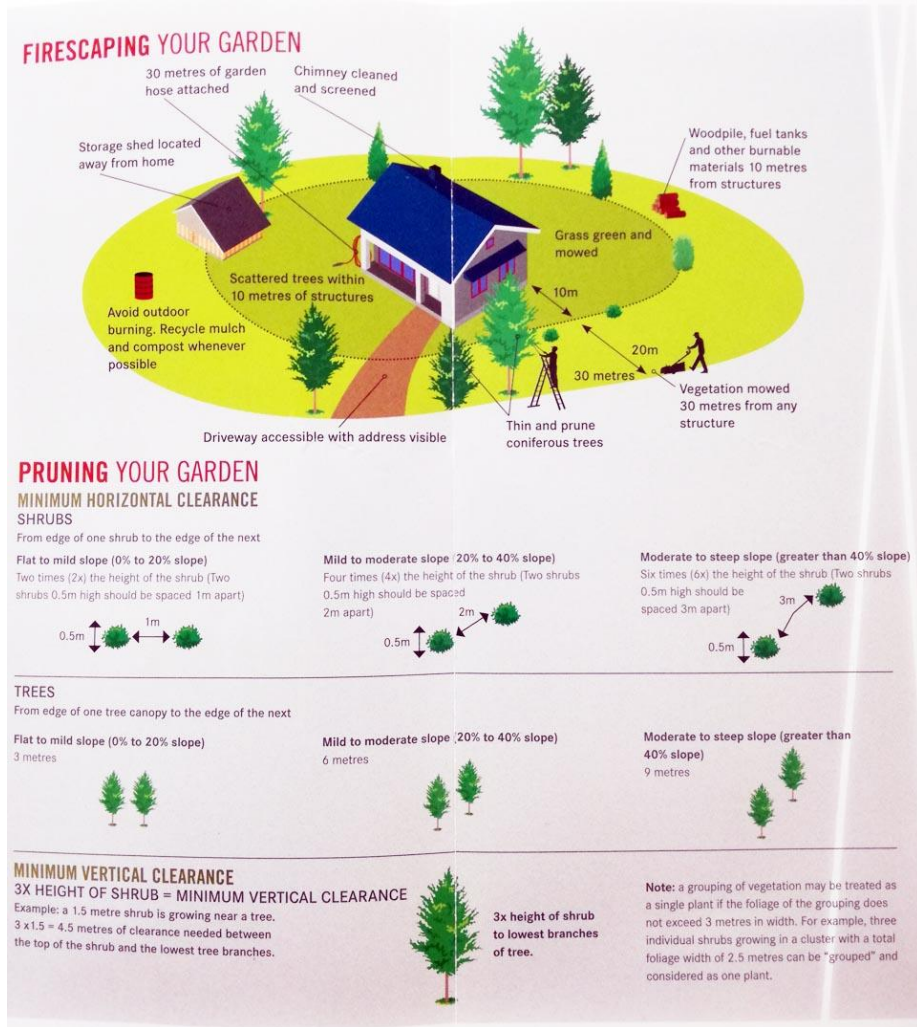 FIRESCAPING YOUR GARDEN
30 metres of garden
hose attached
Chimney cleaned
and screened
Storage shed located
away from home
Woodpile, fuel tanks
and other burnable
materials 10 metres
from structures
Grass green and
mowed
Scattered trees within
10 metres of structures
10m
Avoid outdoor
burning. Recycle mulch
and compost whenever
possible
20m
30 metres
Vegetation mowed
30 metres from any
structure
Thin and prune
coniferous trees
Driveway accessible with address visible
PRUNING YOUR GARDEN
MINIMUM HORIZONTAL CLEARANCE
SHRUBS
From edge of one shrub to the edge of the next
Flat to mild slope (0% to 20% slope)
Two times (2x) the height of the shrub (Two
shrubs 0.5m high should be spaced 1m apart)
1m
0.5m
Mild to moderate slope (20% to 40% slope)
Four times (4x) the height of the shrub (Two shrubs
0.5m high should be spaced
2m apart)
2m
0.5m
Moderate to steep slope (greater than 40% slope)
Six times (6x) the height of the shrub (Two shrubs
0.5m high should be
spaced 3m apart)
3m
0.5m
TREES
From edge of one tree canopy to the edge of the next
Flat to mild slope (0% to 20% slope)
3 metres
Mild to moderate slope (20% to 40% slope)
6 metres
Moderate to steep slope (greater than
40% slope)
9 metres
MINIMUM VERTICAL CLEARANCE
3X HEIGHT OF SHRUB = MINIMUM VERTICAL CLEARANCE
Example: a 1.5 metre shrub is growing near a tree.
3 x1.5 = 4.5 metres of clearance needed between
the top of the shrub and the lowest tree branches.
3x height of shrub
to lowest branches
of tree.
Note: a grouping of vegetation may be treated as
a single plant if the foliage of the grouping does
not exceed 3 metres in width. For example, three
individual shrubs growing in a cluster with a total
foliage width of 2.5 metres can be "grouped" and
considered as one plant.